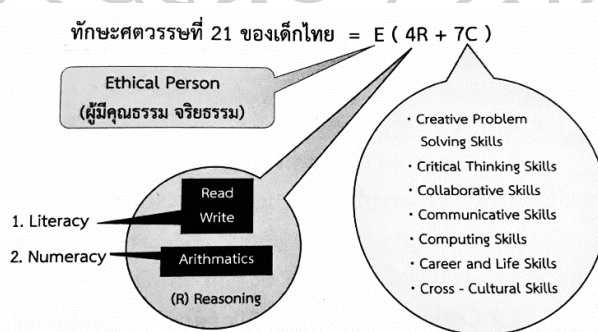 ทักษะศตวรรษที่ 21 ของเด็กไทย = E ( 4R + 7C )
Ethical Person
(ผู้มีคุณธรรม จริยธรรม)
· Creative Problem
Solving Skills
· Critical Thinking Skills
· Collaborative Skills
· Communicative Skills
· Computing Skills
· Career and Life Skills
· Cross - Cultural Skills
Read
Write
1. Literacy
2. Numeracy
Arithmatics
(R) Reasoning